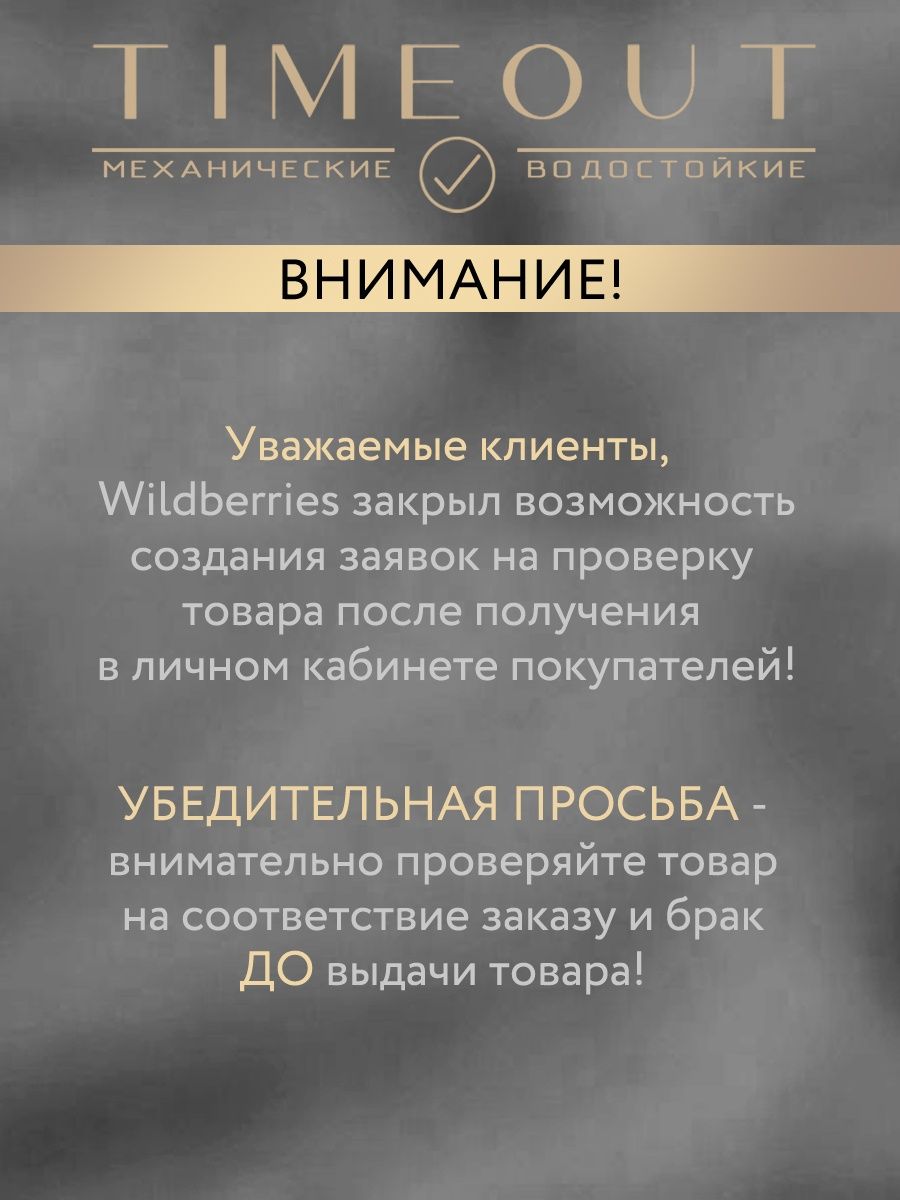 TIMEOUT
МЕХАНИЧЕСКИЕ ВОДОСТОЙКИЕ
ВНИМАНИЕ!
Уважаемые клиенты,
Wildberries закрыл возможность
создания заявок на проверку
товара после получения
в личном кабинете покупателей!
УБЕДИТЕЛЬНАЯ ПРОСЬБА -
внимательно проверяйте товар
на соответствие заказу и брак
ДО выдачи товара!